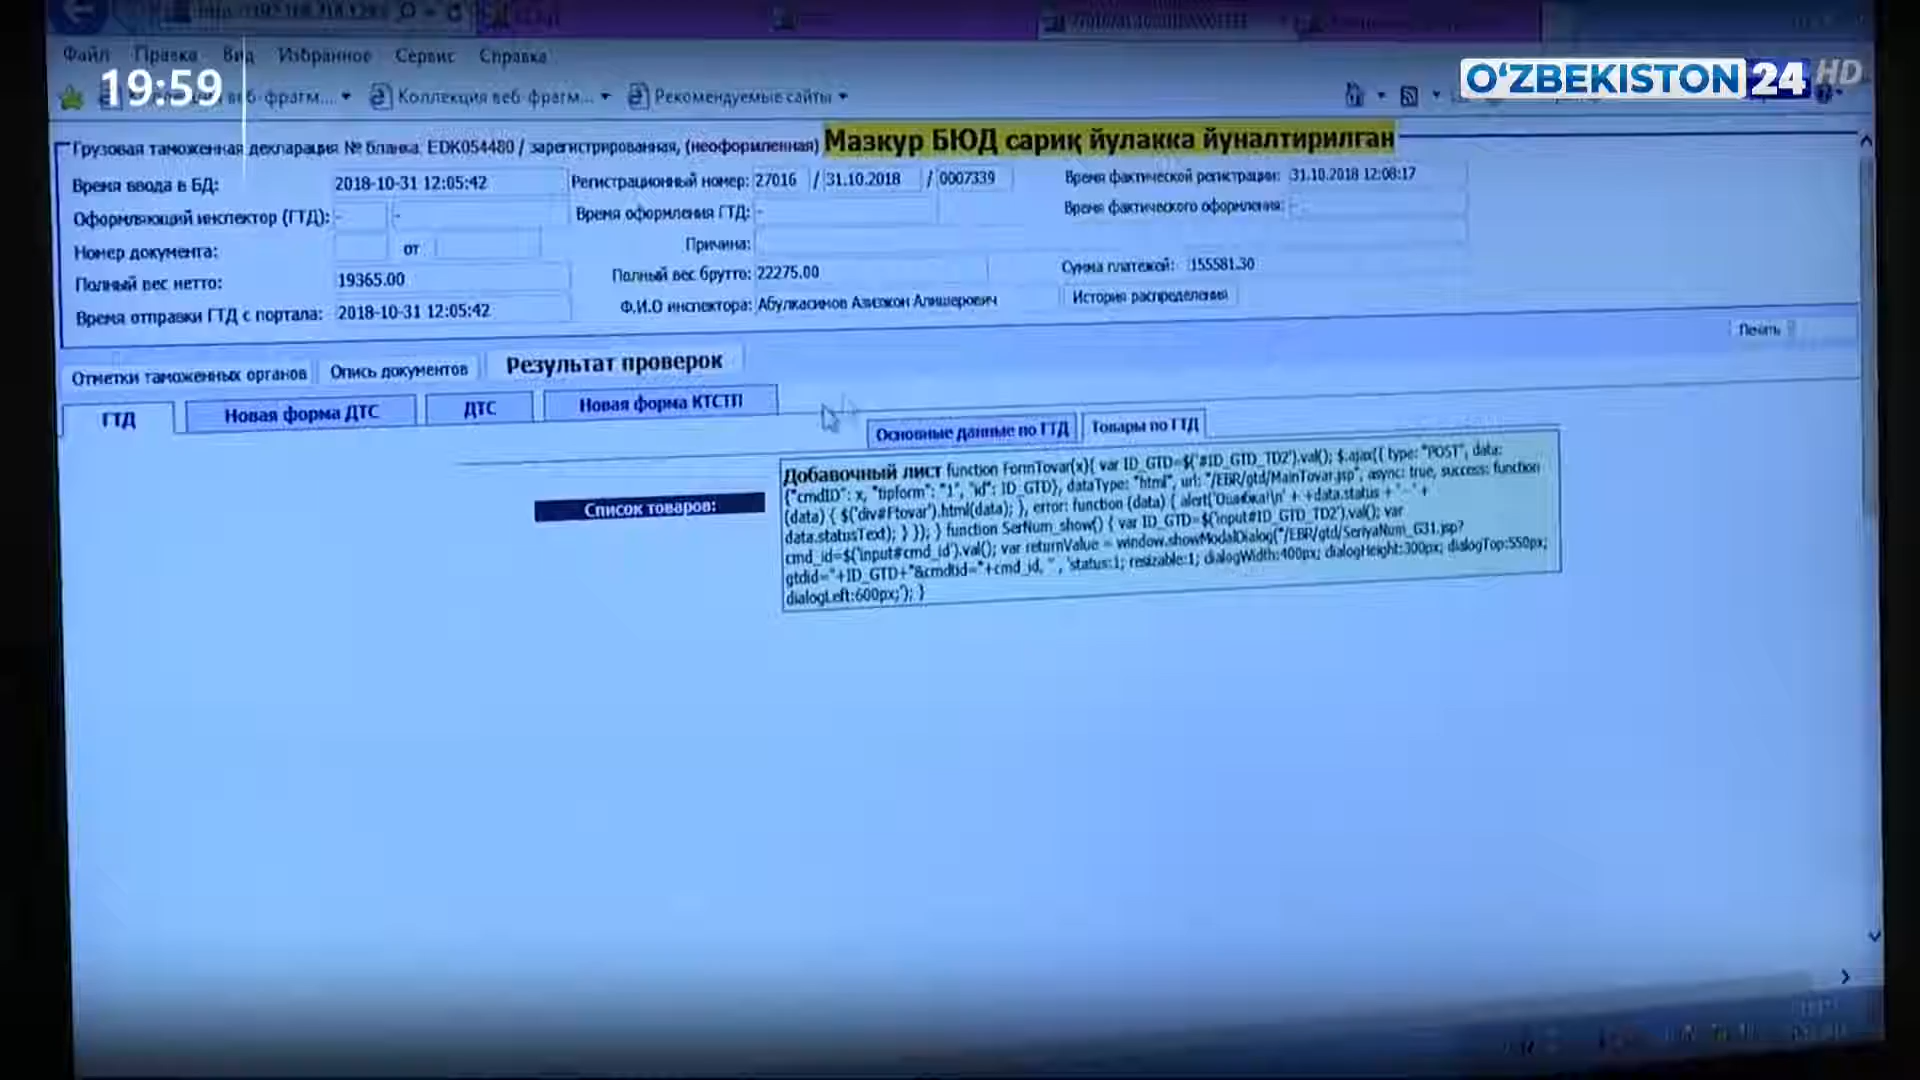 Файл Правка Вид Избранное Сервис Справка
19:59
O‘ZBEKISTON 24 HD
веб-фрагм... Коллекция веб-фрагм... Рекомендуемые сайты
Грузовая таможенная декларация № бланка: EDK054480 / зарегистрированная, (неоформленная) Мазкур БЮД сариқ йулакка йуналтирилган
Время ввода в БД: 2018-10-31 12:05:42 Регистрационный номер: 27016 / 31.10.2018 / 0007339 Время фактической регистрации: 31.10.2018 12:08:17
Оформляющий инспектор (ГТД): - - Время оформления ГТД: - Время фактического оформления: -
Номер документа: от Причина:
Полный вес нетто: 19365.00 Полный вес брутто: 22275.00 Сумма платежей: 155581.30
Время отправки ГТД с портала: 2018-10-31 12:05:42 Ф.И.О инспектора: Абулкасимов Азизжон Алишерович История распределения
Печать
Отметки таможенных органов Опись документов Результат проверок
ГТД Новая форма ДТС ДТС Новая форма КТСТП
Основные данные по ГТД Товары по ГТД
Список товаров:
Добавочный лист function FormTovar(x){ var ID_GTD=$('#ID_GTD_TD2').val(); $.ajax({ type: "POST", data:
{"cmdID": x, "tipform": "1", "id": ID_GTD}, dataType: "html", url: "/EBR/gtd/MainTovar.jsp", async: true, success: function
(data) { $('div#Ftovar').html(data); }, error: function (data) { alert('Ошибка!\n' + +data.status + ' - ' +
data.statusText); } }); } function SerNum_show() { var ID_GTD=$('input#ID_GTD_TD2').val(); var
cmd_id=$('input#cmd_id').val(); var returnValue = window.showModalDialog("/EBR/gtd/SeriyaNum_G31.jsp?
gtdid="+ID_GTD+"&cmdtid="+cmd_id, '' , 'status:1; resizable:1; dialogWidth:400px; dialogHeight:300px; dialogTop:550px;
dialogLeft:600px;'); }